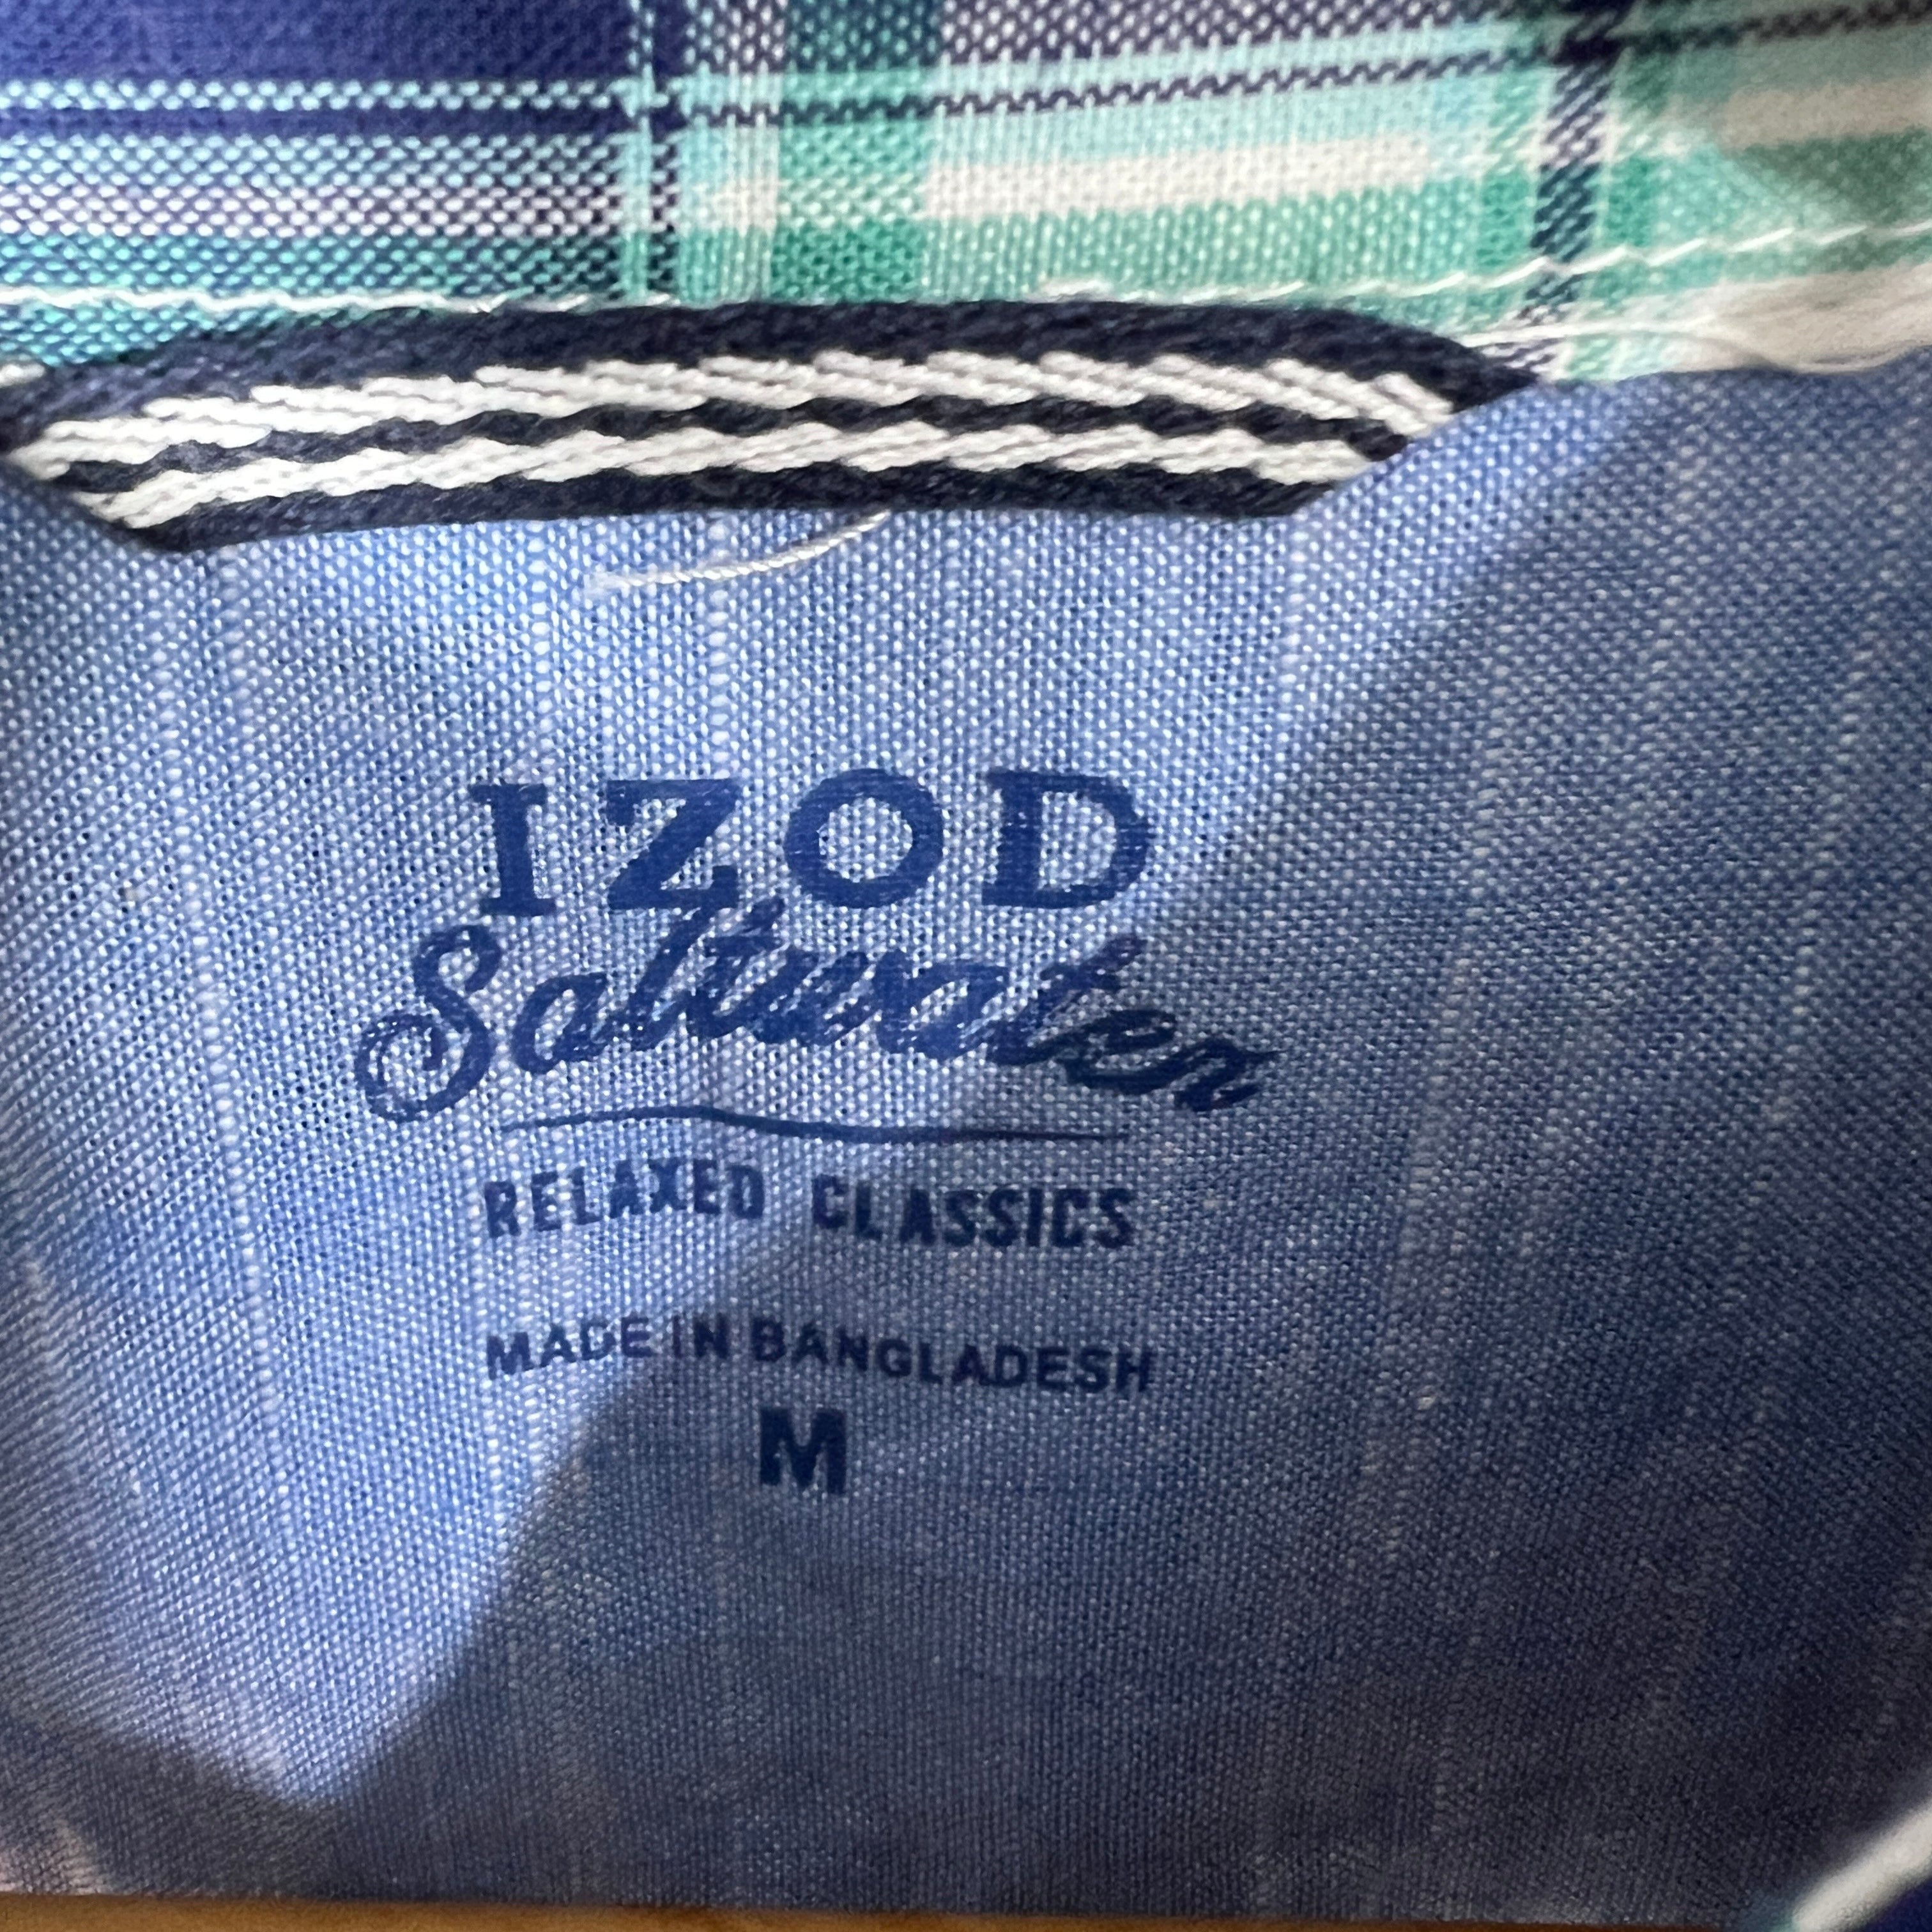 IZOD
Saltwater
RELAXED CLASSICS
MADE IN BANGLADESH
M